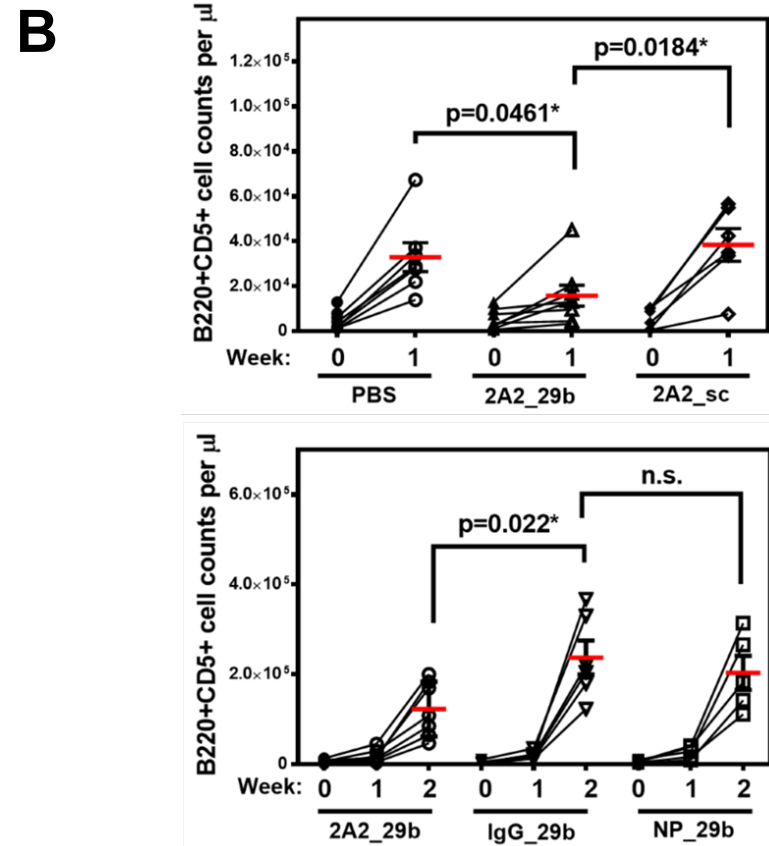 B
B220+CD5+ cell counts per µl
p=0.0184*
1.2×10⁵
1.0×10⁵
p=0.0461*
8.0×10⁴
6.0×10⁴
4.0×10⁴
2.0×10⁴
0
Week: 0 1 0 1 0 1
PBS 2A2_29b 2A2_sc
B220+CD5+ cell counts per µl
n.s.
6.0×10⁵
p=0.022*
4.0×10⁵
2.0×10⁵
0
Week: 0 1 2 0 1 2 0 1 2
2A2_29b IgG_29b NP_29b